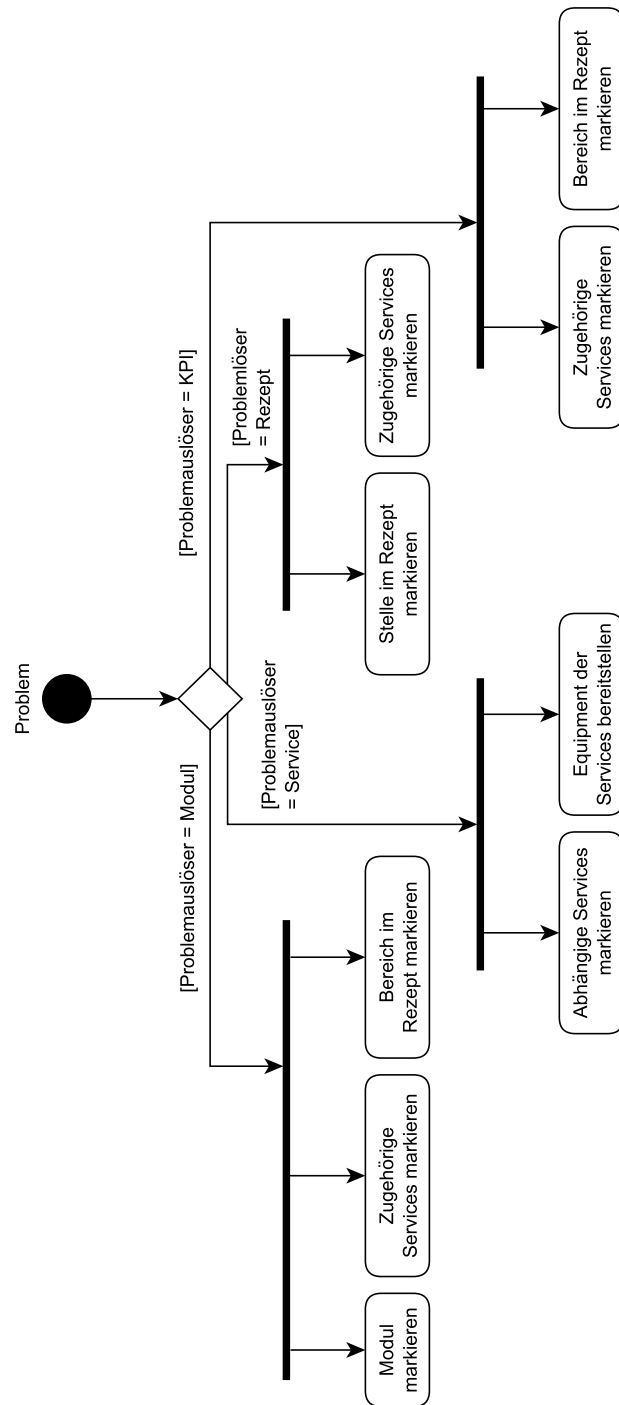 Problem
[Problemauslöser = Modul]
[Problemauslöser
= Service]
[Problemlöser
= Rezept
[Problemauslöser = KPI]
Modul
markieren
Zugehörige
Services markieren
Bereich im
Rezept markieren
Abhängige Services
markieren
Equipment der
Services bereitstellen
Stelle im Rezept
markieren
Zugehörige Services
markieren
Zugehörige
Services markieren
Bereich im Rezept
markieren